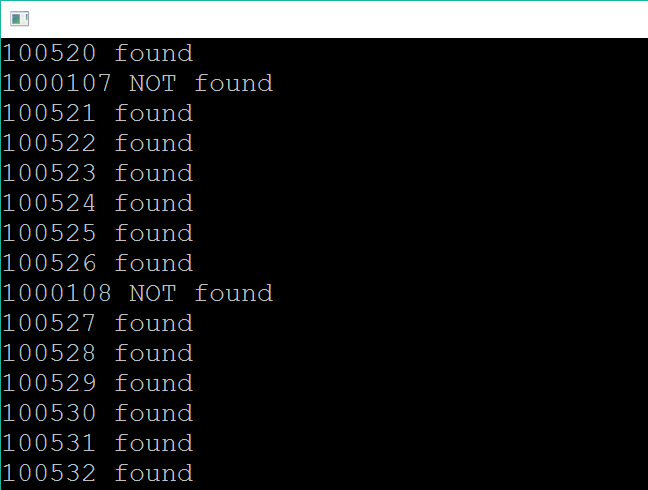 100520 found
1000107 NOT found
100521 found
100522 found
100523 found
100524 found
100525 found
100526 found
1000108 NOT found
100527 found
100528 found
100529 found
100530 found
100531 found
100532 found